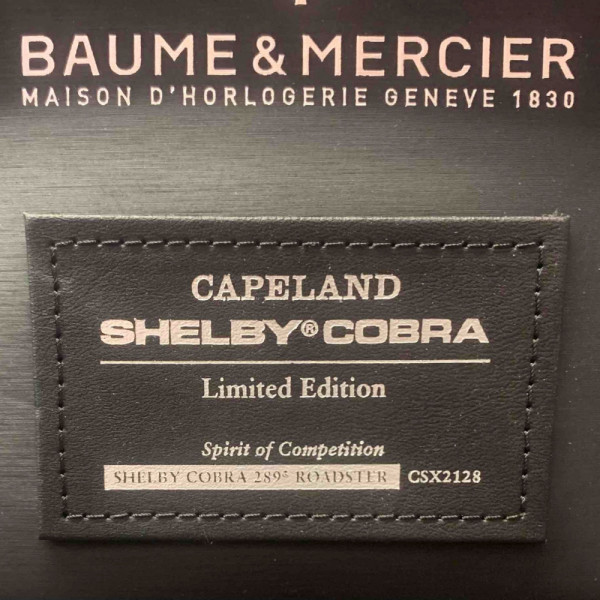 BAUME & MERCIER
MAISON D'HORLOGERIE GENEVE 1830
CAPELAND
SHELBY® COBRA
Limited Edition
Spirit of Competition
SHELBY COBRA 289® ROADSTER CSX2128